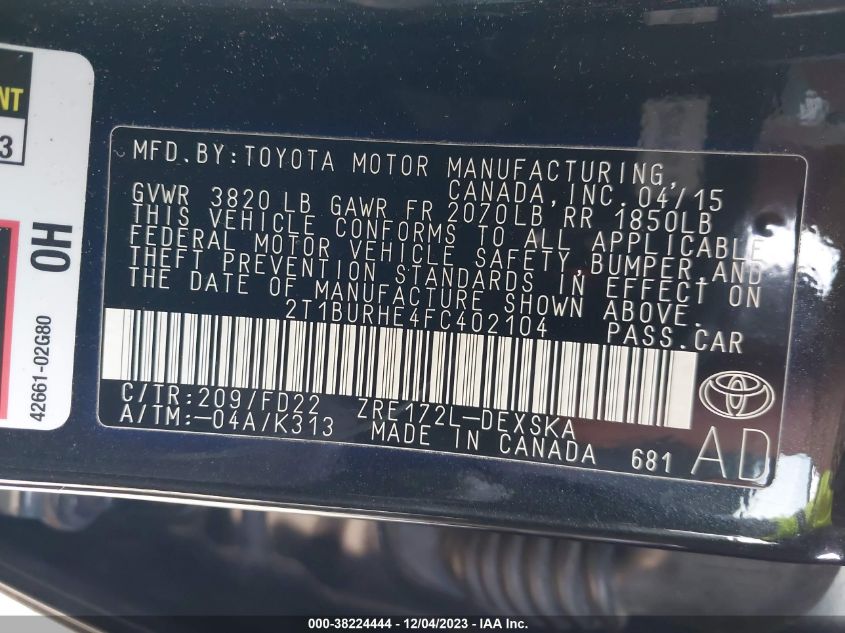 NT
3
OH
42661-02G80
MFD.BY:TOYOTA MOTOR MANUFACTURING,
CANADA,INC. 04/15
GVWR 3820 LB GAWR FR 2070LB RR 1850LB
THIS VEHICLE CONFORMS TO ALL APPLICABLE
FEDERAL MOTOR VEHICLE SAFETY,BUMPER,AND
THEFT PREVENTION STANDARDS IN EFFECT ON
THE DATE OF MANUFACTURE SHOWN ABOVE.
2T1BURHE4FC402104 PASS.CAR
C/TR:209/FD22 ZRE172L-DEXSKA
A/TM:-04A/K313 MADE IN CANADA 681
AD
000-38224444 - 12/04/2023 - IAA Inc.